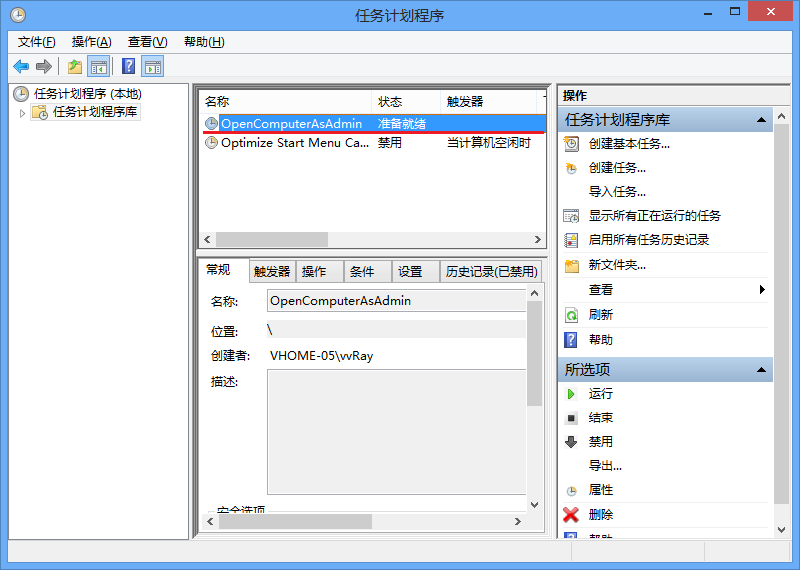 任务计划程序
文件(F) 操作(A) 查看(V) 帮助(H)
任务计划程序 (本地)
任务计划程序库
名称 状态 触发器
OpenComputerAsAdmin 准备就绪
Optimize Start Menu Ca... 禁用 当计算机空闲时
常规 触发器 操作 条件 设置 历史记录(已禁用)
名称: OpenComputerAsAdmin
位置: \
创建者: VHOME-05\vvRay
描述:
安全选项
操作
任务计划程序库
创建基本任务...
创建任务...
导入任务...
显示所有正在运行的任务
启用所有任务历史记录
新文件夹...
查看
刷新
帮助
所选项
运行
结束
禁用
导出...
属性
删除
帮助